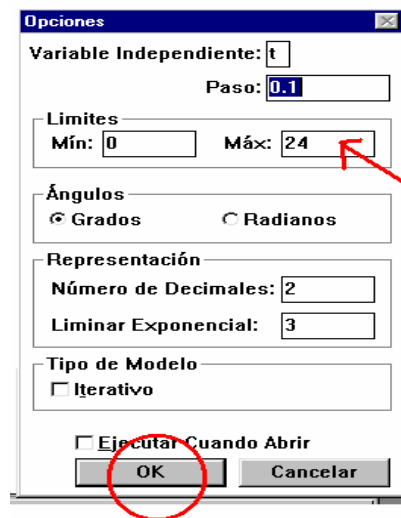 Opciones
Variable Independiente: t
Paso: 0.1
Limites
Mín: 0 Máx: 24
Ángulos
Grados Radianos
Representación
Número de Decimales: 2
Liminar Exponencial: 3
Tipo de Modelo
Iterativo
Ejecutar Cuando Abrir
OK Cancelar